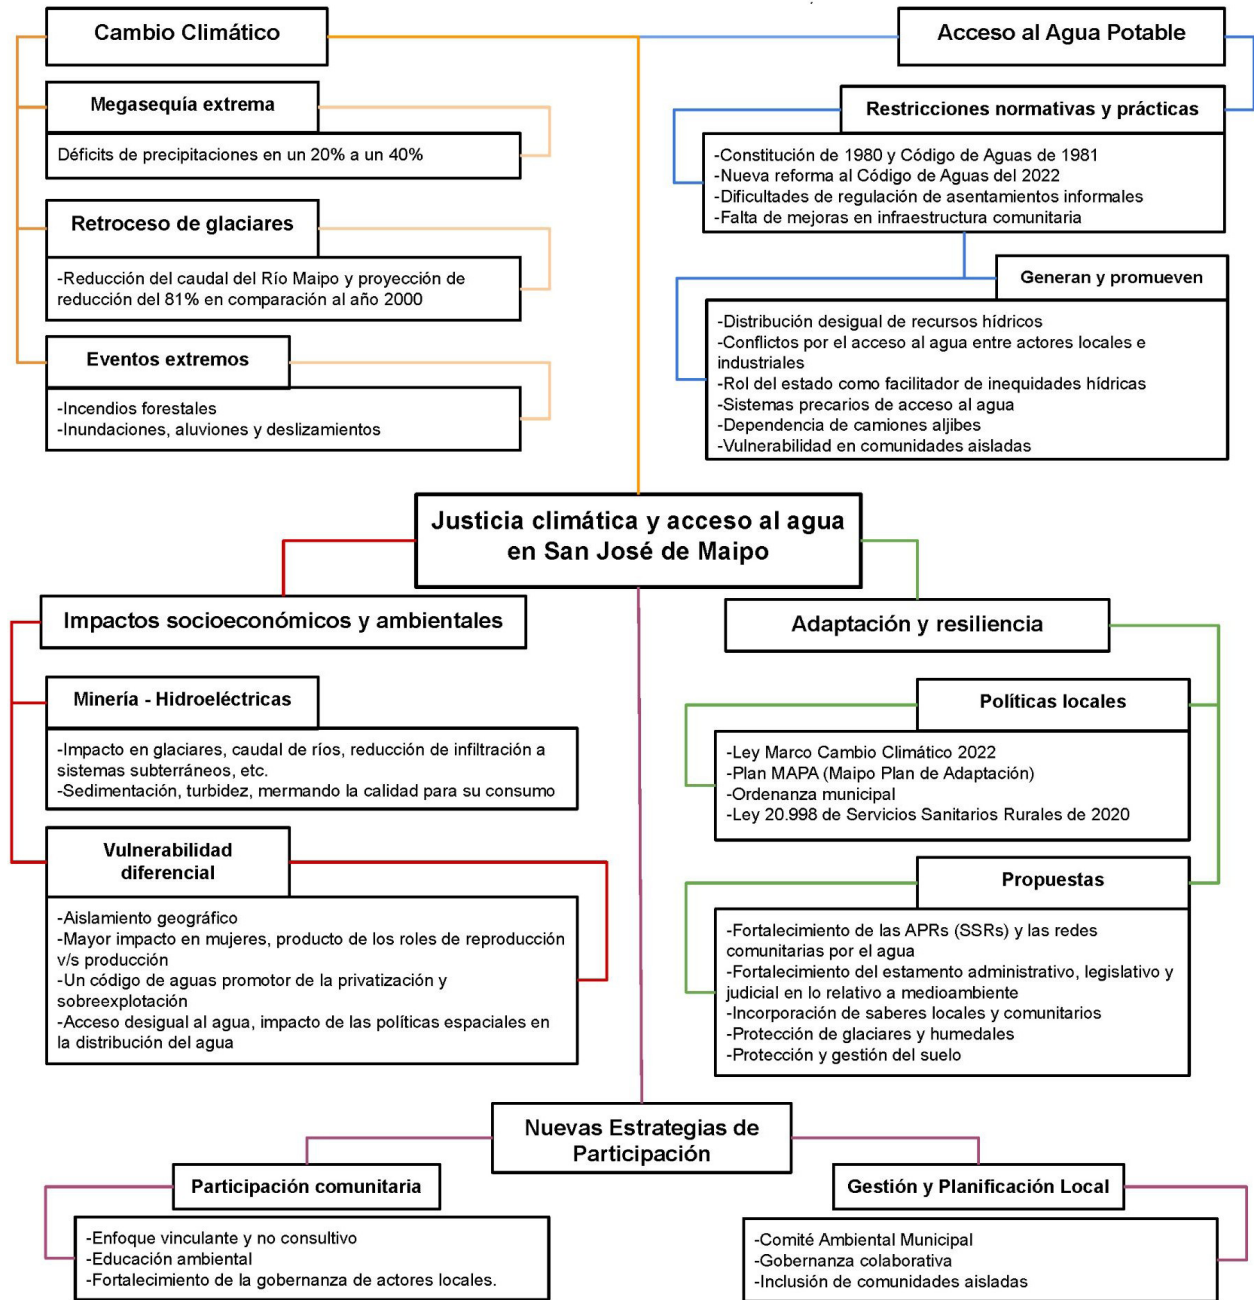 Cambio Climático
Megasequía extrema
Déficits de precipitaciones en un 20% a un 40%
Retroceso de glaciares
-Reducción del caudal del Río Maipo y proyección de
reducción del 81% en comparación al año 2000
Eventos extremos
-Incendios forestales
-Inundaciones, aluviones y deslizamientos
Acceso al Agua Potable
Restricciones normativas y prácticas
-Constitución de 1980 y Código de Aguas de 1981
-Nueva reforma al Código de Aguas del 2022
-Dificultades de regulación de asentamientos informales
-Falta de mejoras en infraestructura comunitaria
Generan y promueven
-Distribución desigual de recursos hídricos
-Conflictos por el acceso al agua entre actores locales e
industriales
-Rol del estado como facilitador de inequidades hídricas
-Sistemas precarios de acceso al agua
-Dependencia de camiones aljibes
-Vulnerabilidad en comunidades aisladas
Justicia climática y acceso al agua
en San José de Maipo
Impactos socioeconómicos y ambientales
Minería - Hidroeléctricas
-Impacto en glaciares, caudal de ríos, reducción de infiltración a
sistemas subterráneos, etc.
-Sedimentación, turbidez, mermando la calidad para su consumo
Vulnerabilidad
diferencial
-Aislamiento geográfico
-Mayor impacto en mujeres, producto de los roles de reproducción
v/s producción
-Un código de aguas promotor de la privatización y
sobreexplotación
-Acceso desigual al agua, impacto de las políticas espaciales en
la distribución del agua
Adaptación y resiliencia
Políticas locales
-Ley Marco Cambio Climático 2022
-Plan MAPA (Maipo Plan de Adaptación)
-Ordenanza municipal
-Ley 20.998 de Servicios Sanitarios Rurales de 2020
Propuestas
-Fortalecimiento de las APRs (SSRs) y las redes
comunitarias por el agua
-Fortalecimiento del estamento administrativo, legislativo y
judicial en lo relativo a medioambiente
-Incorporación de saberes locales y comunitarios
-Protección de glaciares y humedales
-Protección y gestión del suelo
Nuevas Estrategias de
Participación
Participación comunitaria
-Enfoque vinculante y no consultivo
-Educación ambiental
-Fortalecimiento de la gobernanza de actores locales.
Gestión y Planificación Local
-Comité Ambiental Municipal
-Gobernanza colaborativa
-Inclusión de comunidades aisladas